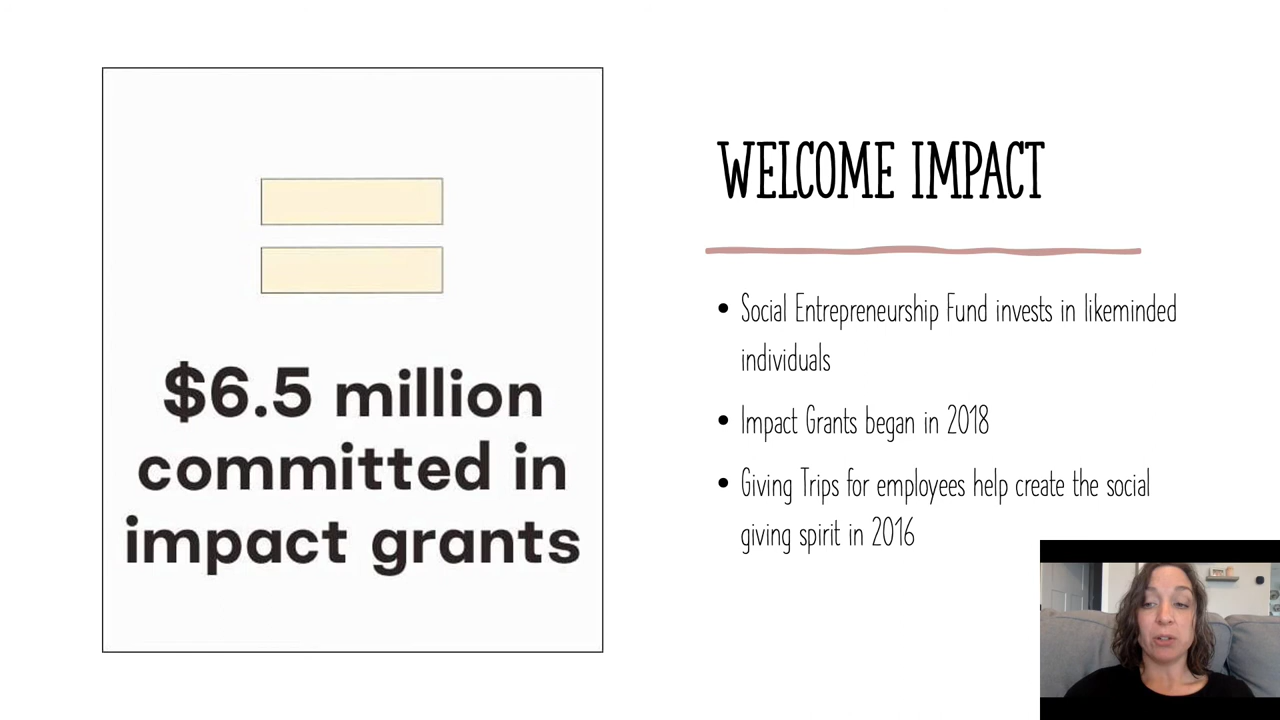 $6.5 million
committed in
impact grants
WELCOME IMPACT
• Social Entrepreneurship Fund invests in likeminded
individuals
• Impact Grants began in 2018
• Giving Trips for employees help create the social
giving spirit in 2016